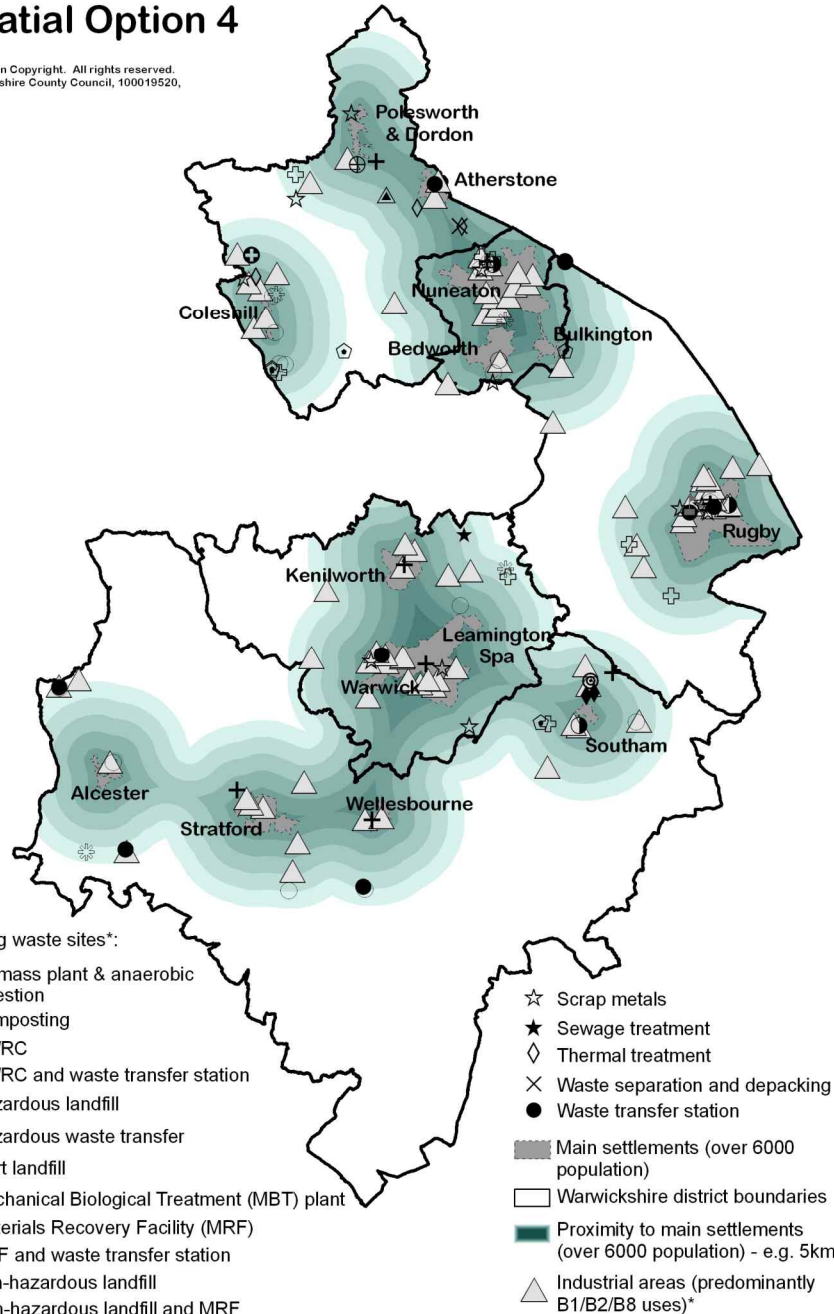 atial Option 4
n Copyright. All rights reserved.
shire County Council, 100019520,
Polesworth
& Dordon
Atherstone
Nuneaton
Coleshill
Bulkington
Bedworth
Rugby
Kenilworth
Leamington
Spa
Warwick
Southam
Alcester
Wellesbourne
Stratford
g waste sites*:
mass plant & anaerobic
estion
mposting
RC
RC and waste transfer station
zardous landfill
zardous waste transfer
rt landfill
chanical Biological Treatment (MBT) plant
terials Recovery Facility (MRF)
F and waste transfer station
n-hazardous landfill
n-hazardous landfill and MRF
Scrap metals
Sewage treatment
Thermal treatment
Waste separation and depacking
Waste transfer station
Main settlements (over 6000
population)
Warwickshire district boundaries
Proximity to main settlements
(over 6000 population) - e.g. 5km
Industrial areas (predominantly
B1/B2/B8 uses)*